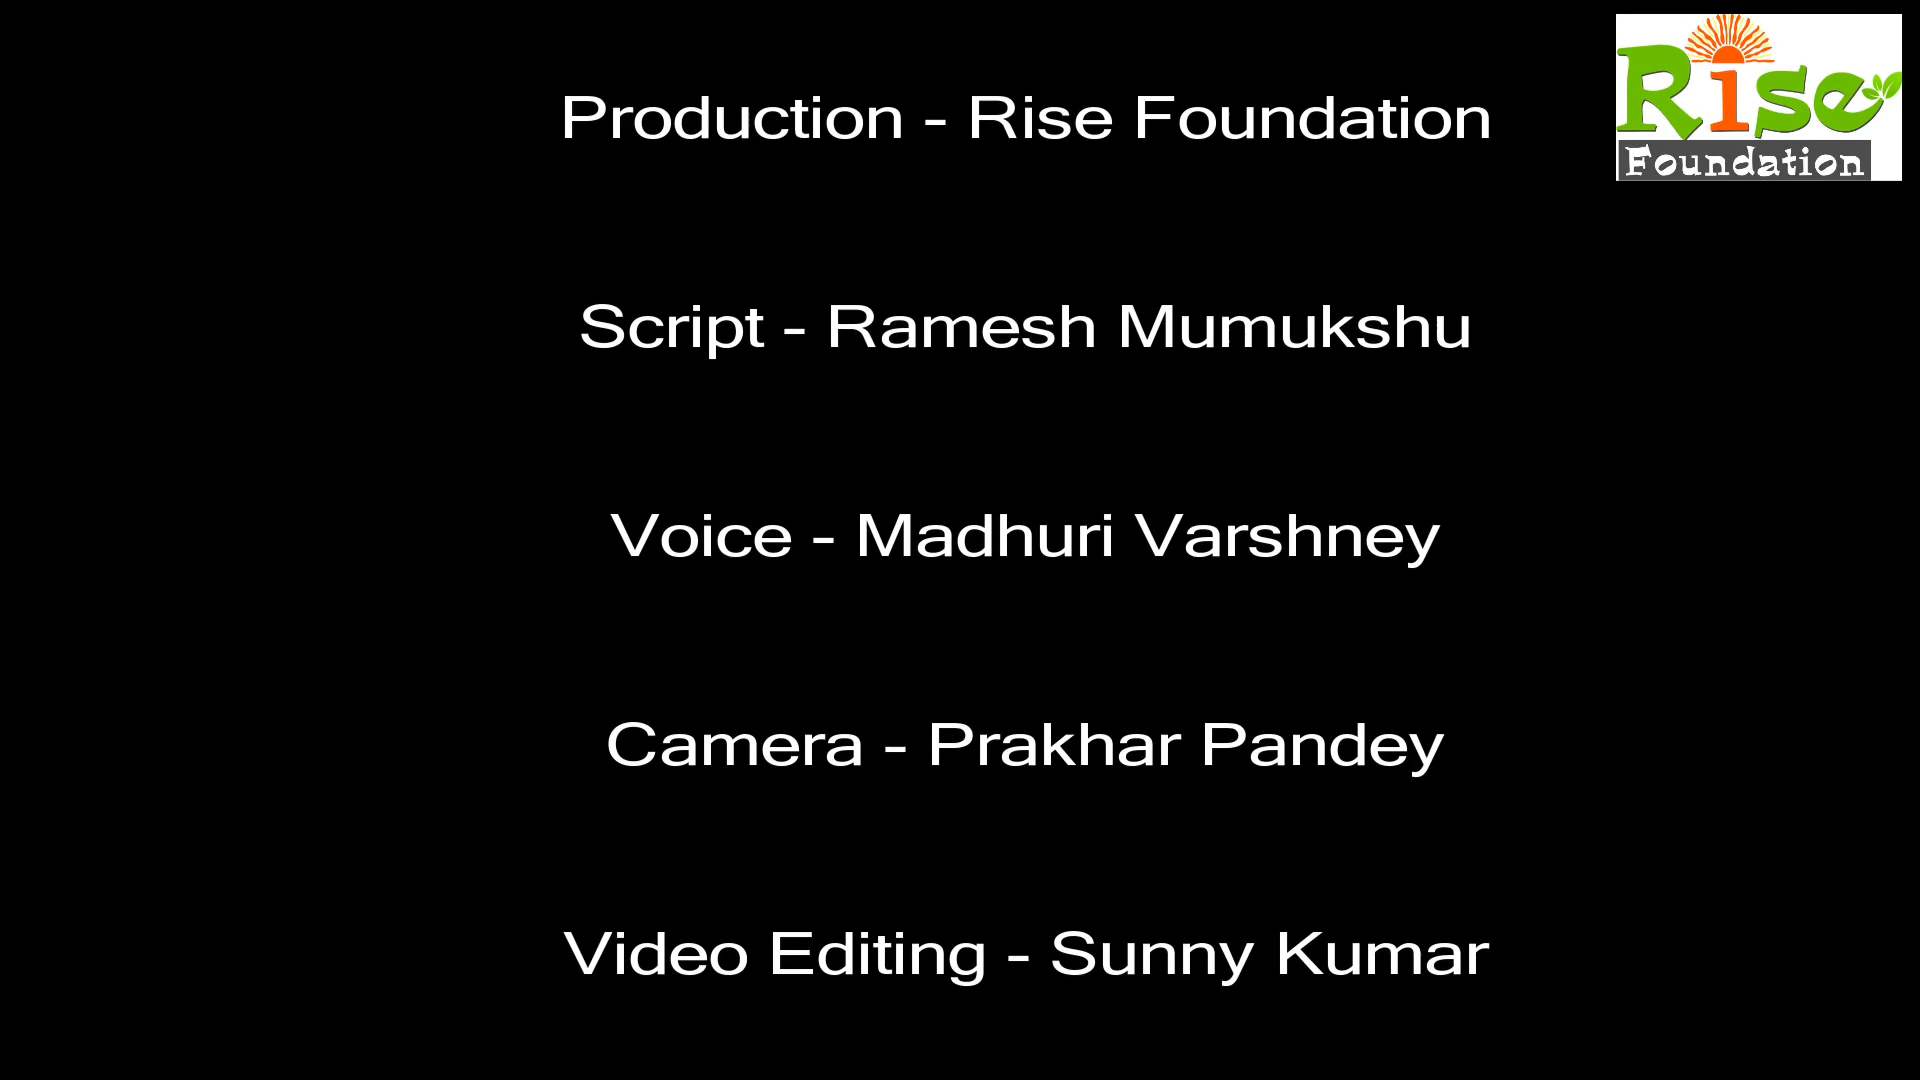 Production - Rise Foundation
Rise
Foundation
Script - Ramesh Mumukshu
Voice - Madhuri Varshney
Camera - Prakhar Pandey
Video Editing - Sunny Kumar